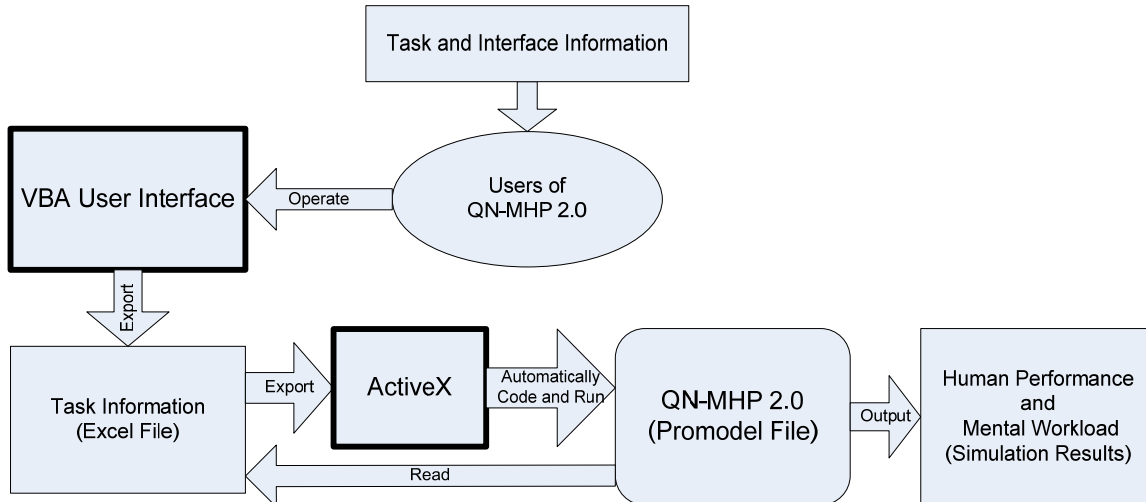 Task and Interface Information
Users of
QN-MHP 2.0
Operate
VBA User Interface
Export
Task Information
(Excel File)
Export
ActiveX
Automatically
Code and Run
QN-MHP 2.0
(Promodel File)
Output
Human Performance
and
Mental Workload
(Simulation Results)
Read